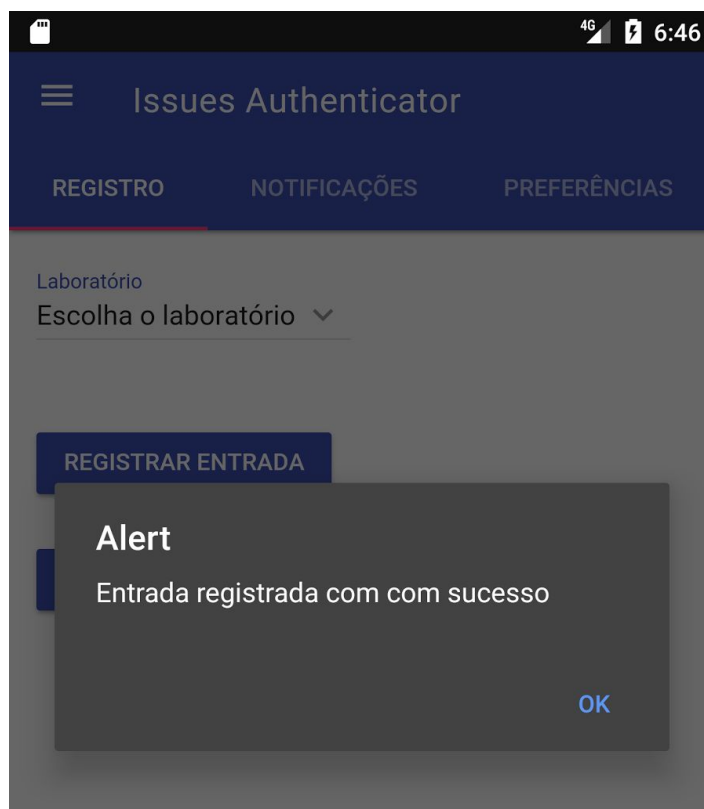 4G 6:46
Issues Authenticator
REGISTRO NOTIFICAÇÕES PREFERÊNCIAS
Laboratório
Escolha o laboratório
REGISTRAR ENTRADA
Alert
Entrada registrada com com sucesso
OK